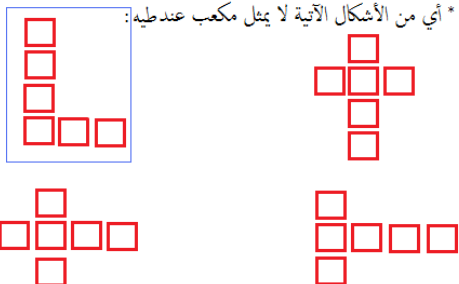 * أي من الأشكال الآتية لا يمثل مكعب عندطيه :